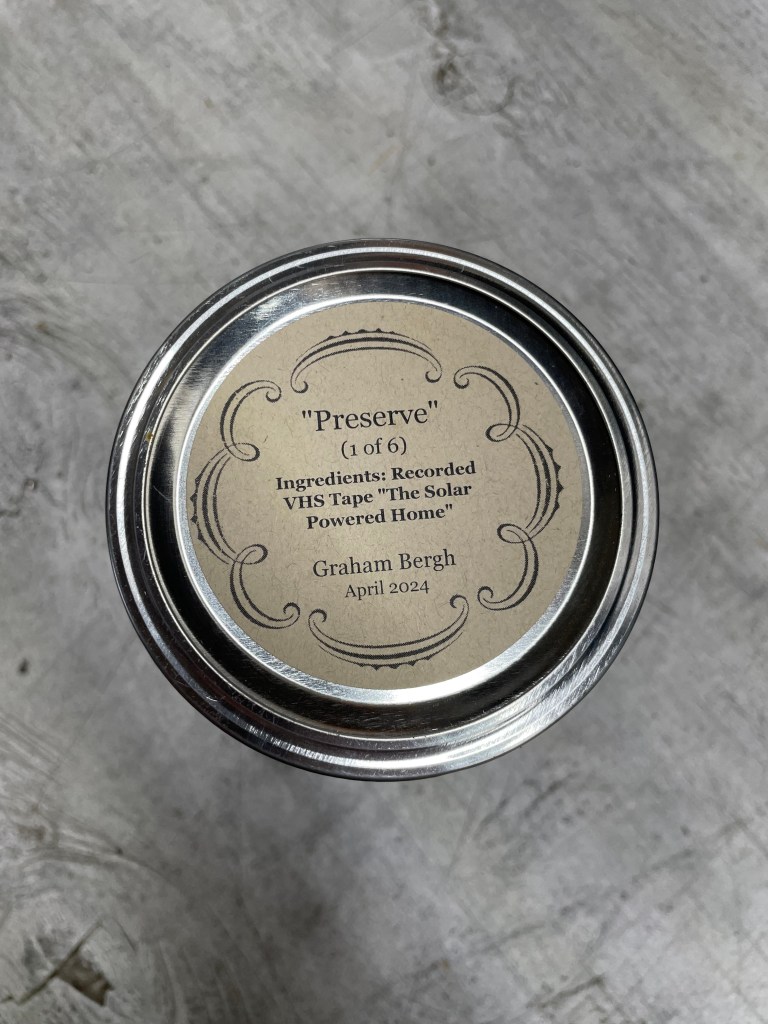 "Preserve"
(1 of 6)
Ingredients: Recorded
VHS Tape "The Solar
Powered Home"
Graham Bergh
April 2024